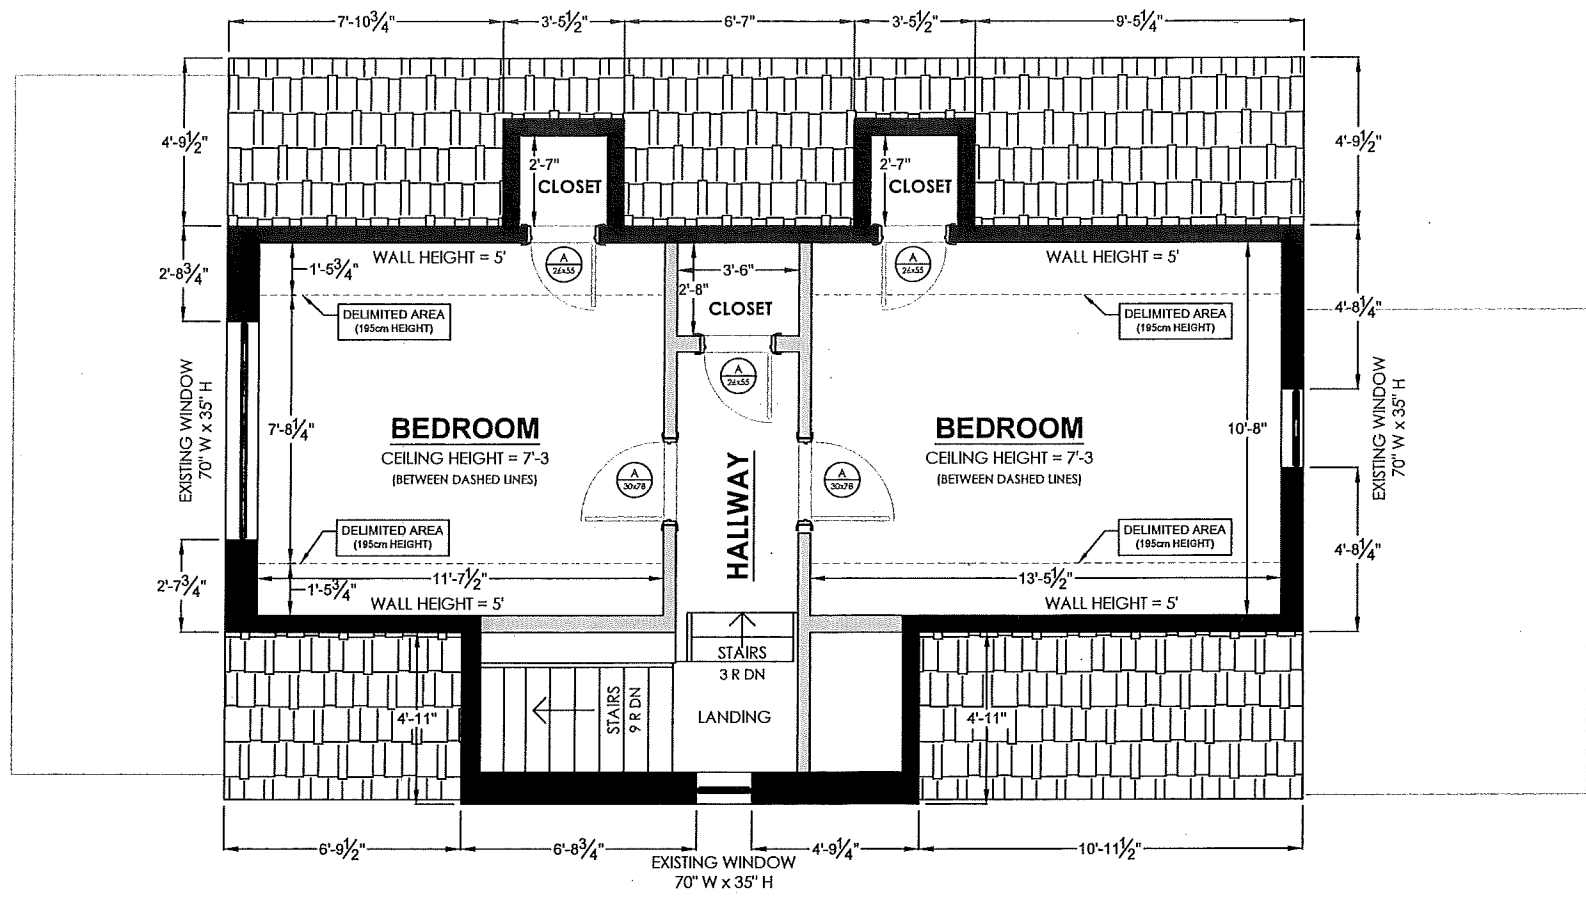 7'-10¾" 3'-5½" 6'-7" 3'-5½" 9'-5¼"
4'-9½" 4'-9½"
2'-7" 2'-7"
CLOSET CLOSET
WALL HEIGHT = 5' WALL HEIGHT = 5'
2'-8¾" 1'-5¾" A 26x55 3'-6" A 26x55
2'-8"
CLOSET
DELIMITED AREA
(195cm HEIGHT)
DELIMITED AREA
(195cm HEIGHT)
4'-8¼"
EXISTING WINDOW
70" W x 35" H
A 26x55
EXISTING WINDOW
70" W x 35" H
7'-8¼"
BEDROOM
CEILING HEIGHT = 7'-3
(BETWEEN DASHED LINES)
BEDROOM
CEILING HEIGHT = 7'-3
(BETWEEN DASHED LINES)
10'-8"
A 30x78 A 30x78
HALLWAY
DELIMITED AREA
(195cm HEIGHT)
DELIMITED AREA
(195cm HEIGHT)
4'-8¼"
2'-7¾" 1'-5¾" 11'-7½" 13'-5½"
WALL HEIGHT = 5' WALL HEIGHT = 5'
STAIRS
3 R DN
STAIRS
9 R DN
LANDING
4'-11" 4'-11"
6'-9½" 6'-8¾" 4'-9¼" 10'-11½"
EXISTING WINDOW
70" W x 35" H